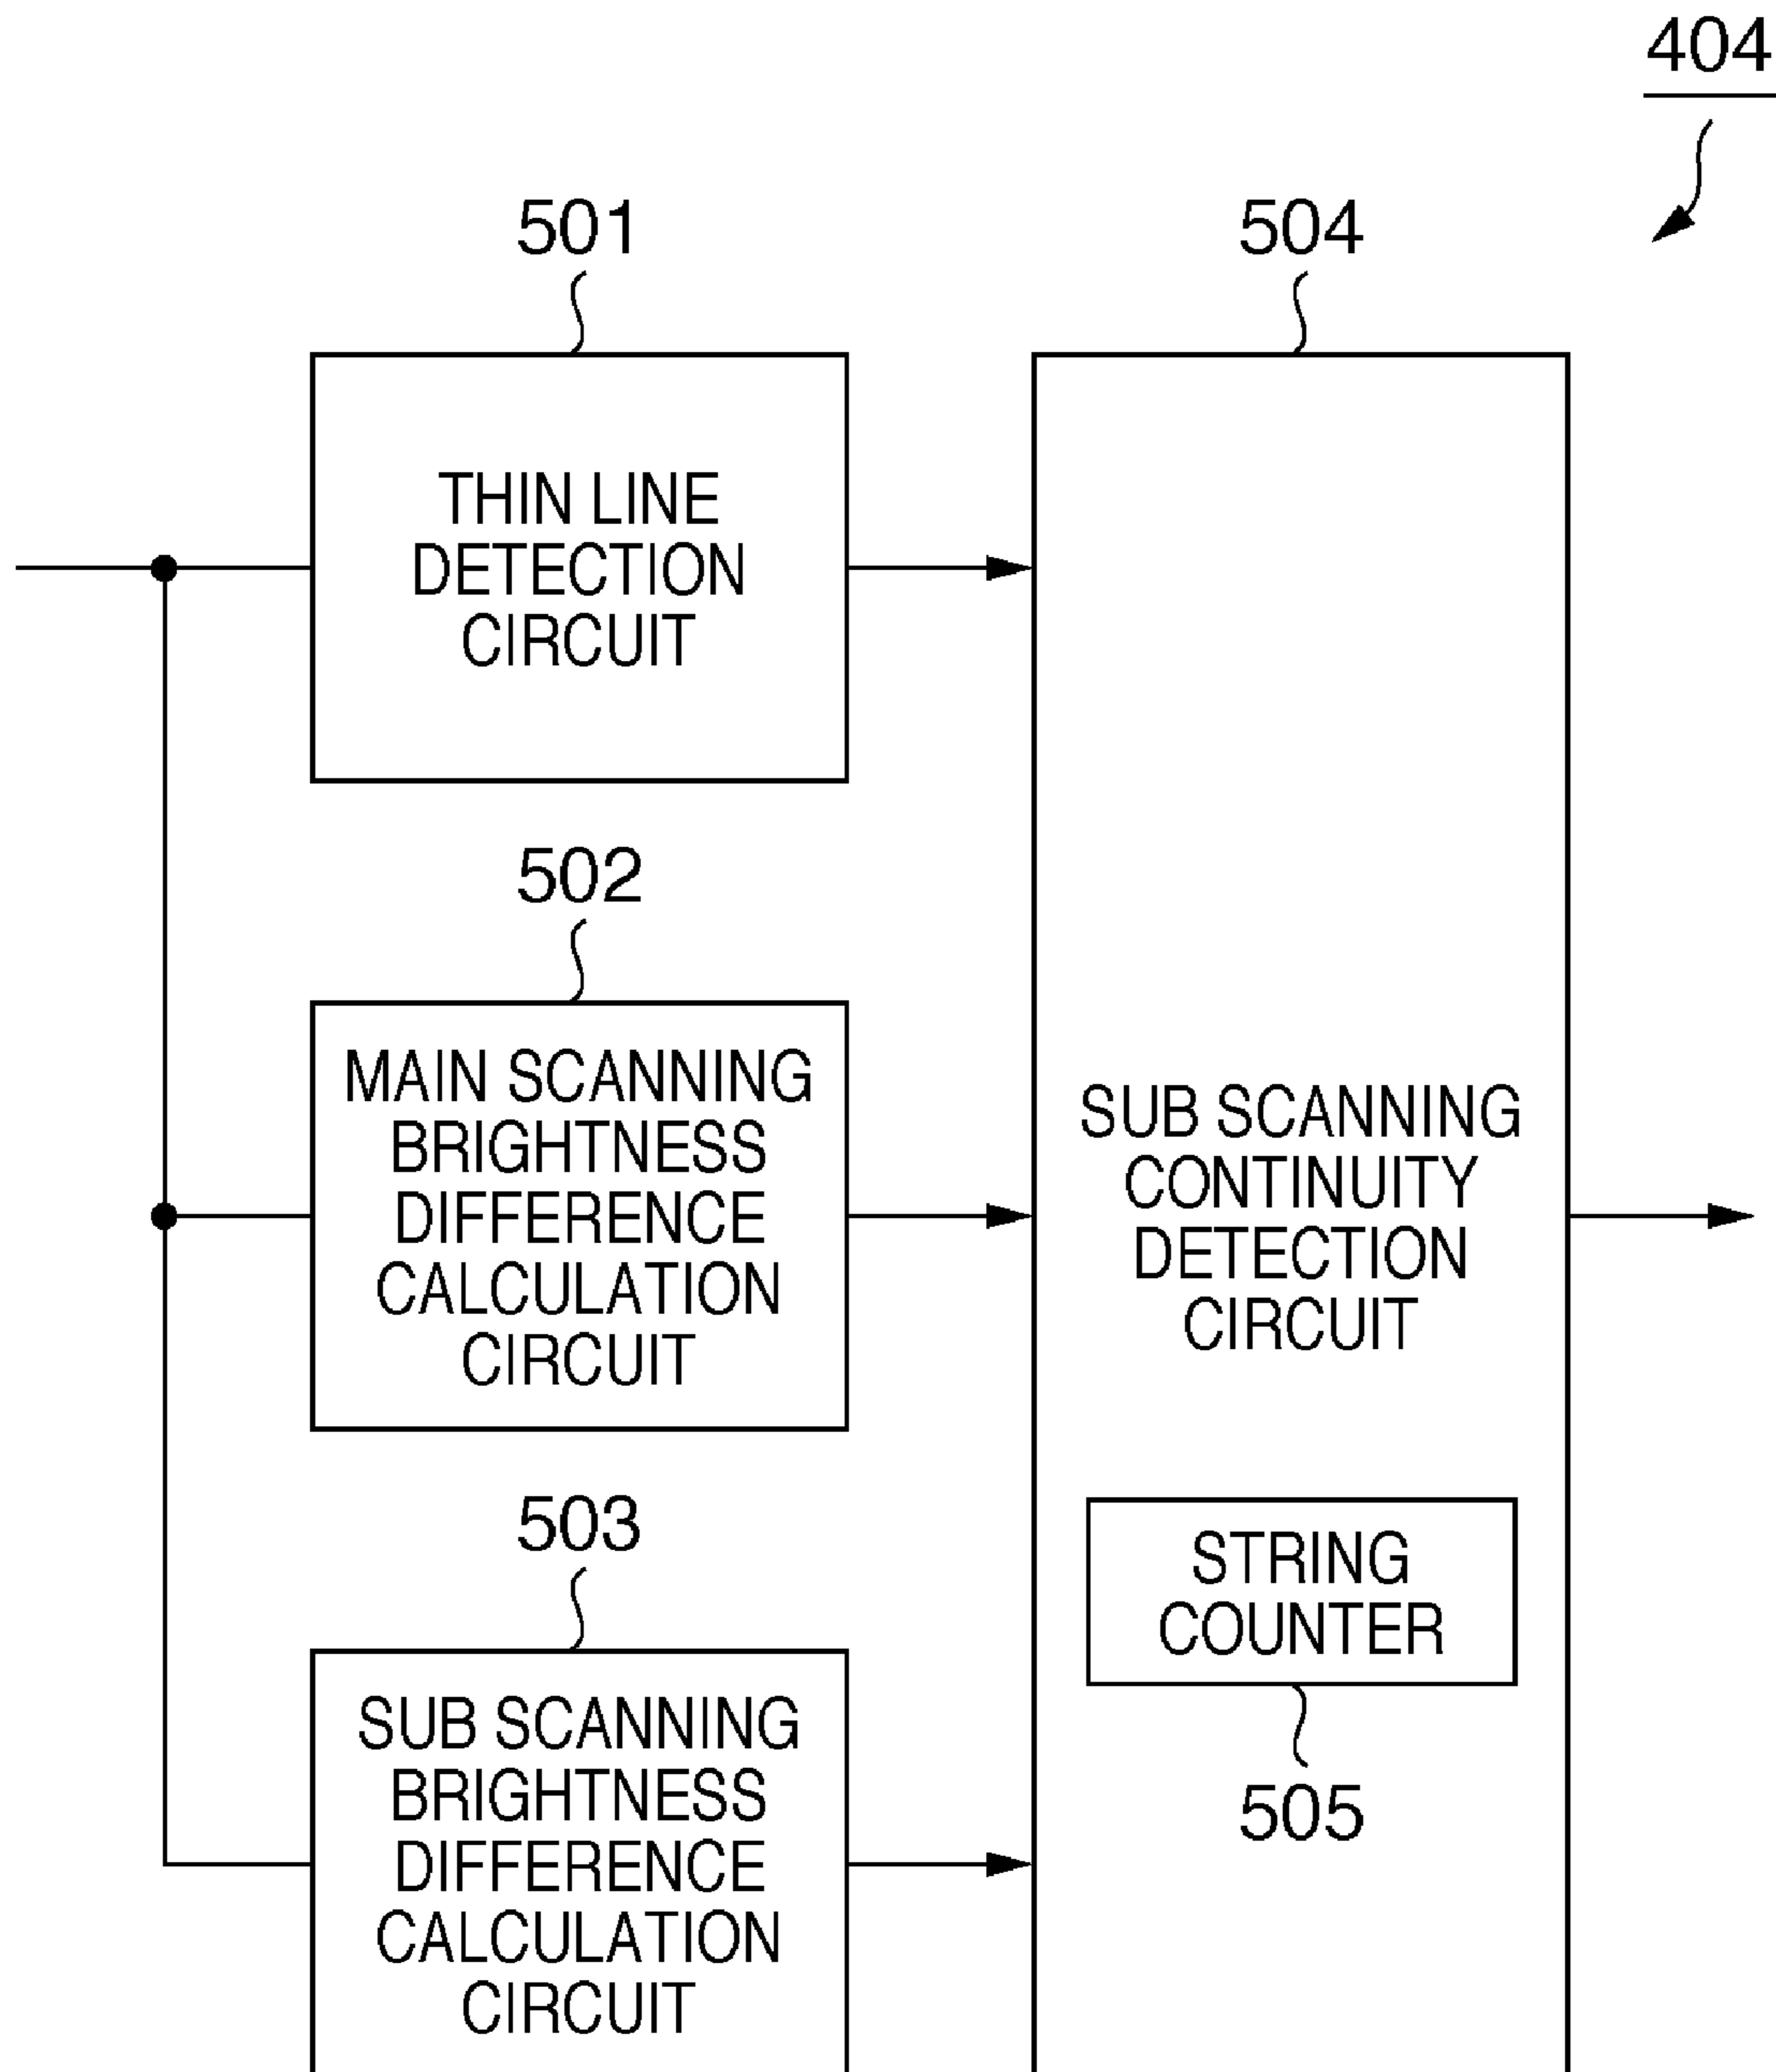 404
501
504
THIN LINE
DETECTION
CIRCUIT
502
MAIN SCANNING
BRIGHTNESS
DIFFERENCE
CALCULATION
CIRCUIT
SUB SCANNING
CONTINUITY
DETECTION
CIRCUIT
503
STRING
COUNTER
505
SUB SCANNING
BRIGHTNESS
DIFFERENCE
CALCULATION
CIRCUIT